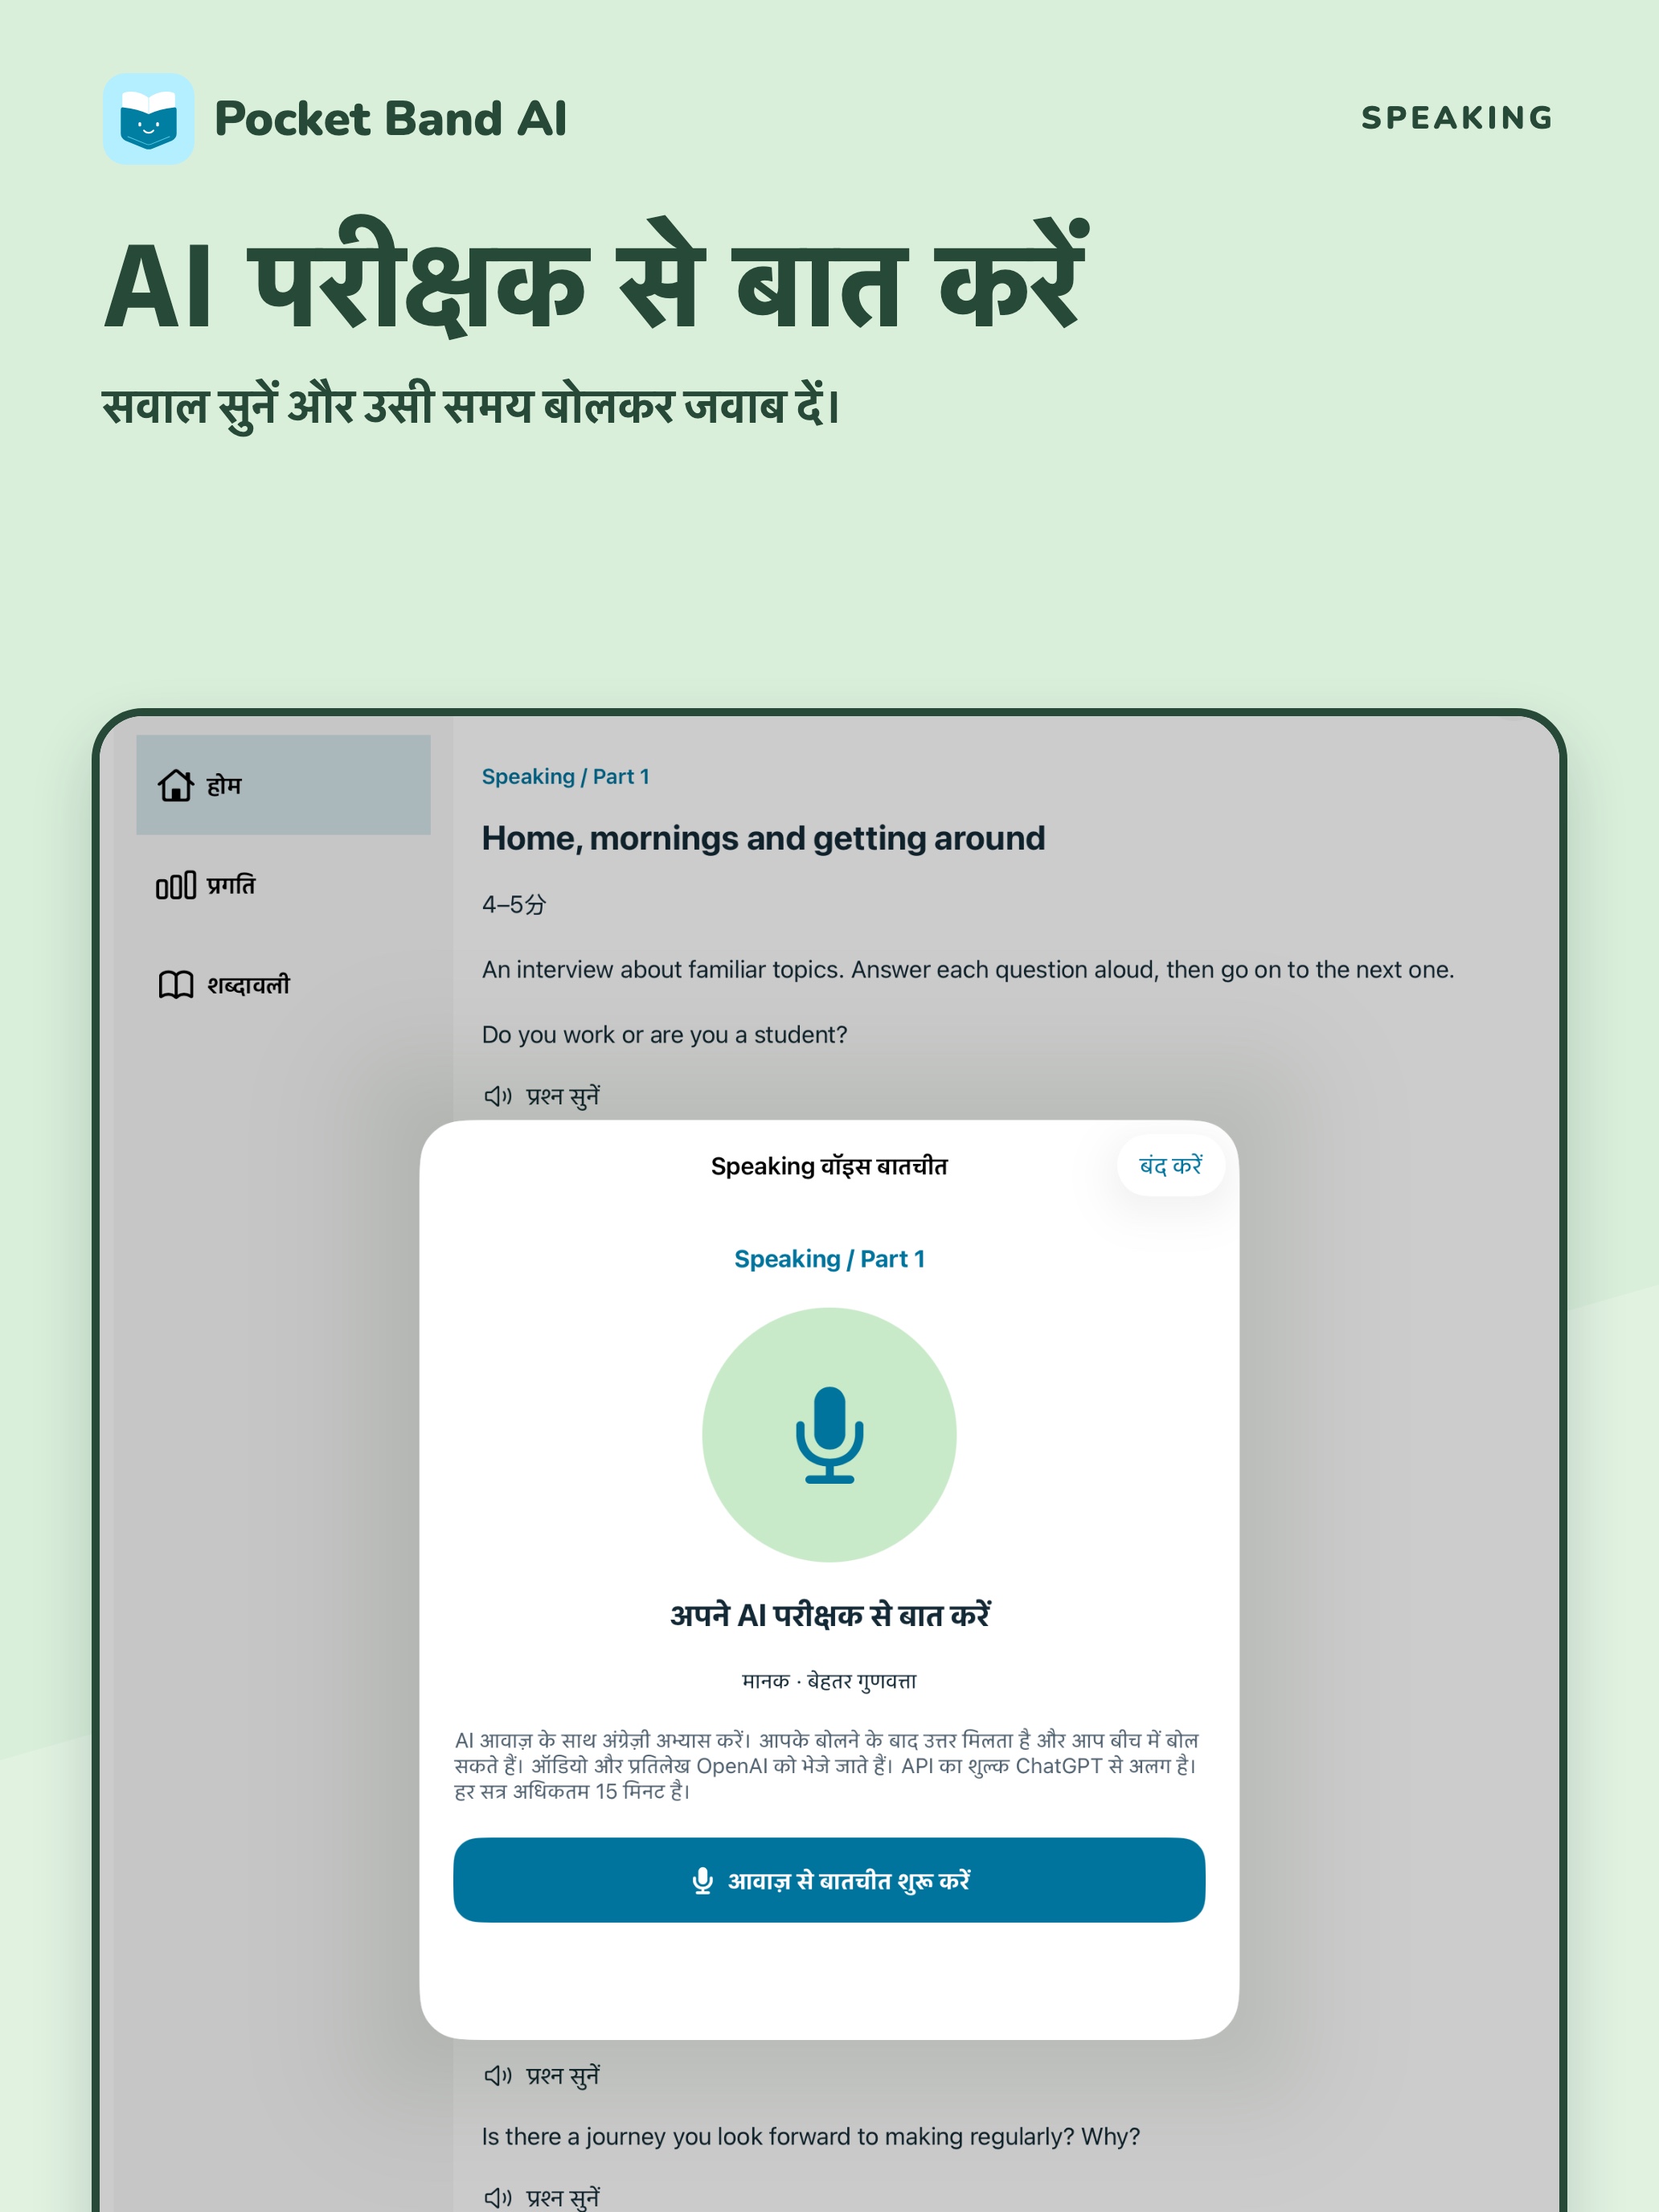 Pocket Band AI
SPEAKING
AI परीक्षक से बात करें
सवाल सुनें और उसी समय बोलकर जवाब दें।
होम
प्रगति
शब्दावली
Speaking / Part 1
Home, mornings and getting around
4–5分
An interview about familiar topics. Answer each question aloud, then go on to the next one.
Do you work or are you a student?
प्रश्न सुनें
Speaking वॉइस बातचीत
बंद करें
Speaking / Part 1
अपने AI परीक्षक से बात करें
मानक · बेहतर गुणवत्ता
AI आवाज़ के साथ अंग्रेज़ी अभ्यास करें। आपके बोलने के बाद उत्तर मिलता है और आप बीच में बोल
सकते हैं। ऑडियो और प्रतिलेख OpenAI को भेजे जाते हैं। API का शुल्क ChatGPT से अलग है।
हर सत्र अधिकतम 15 मिनट है।
आवाज़ से बातचीत शुरू करें
प्रश्न सुनें
Is there a journey you look forward to making regularly? Why?
प्रश्न सुनें